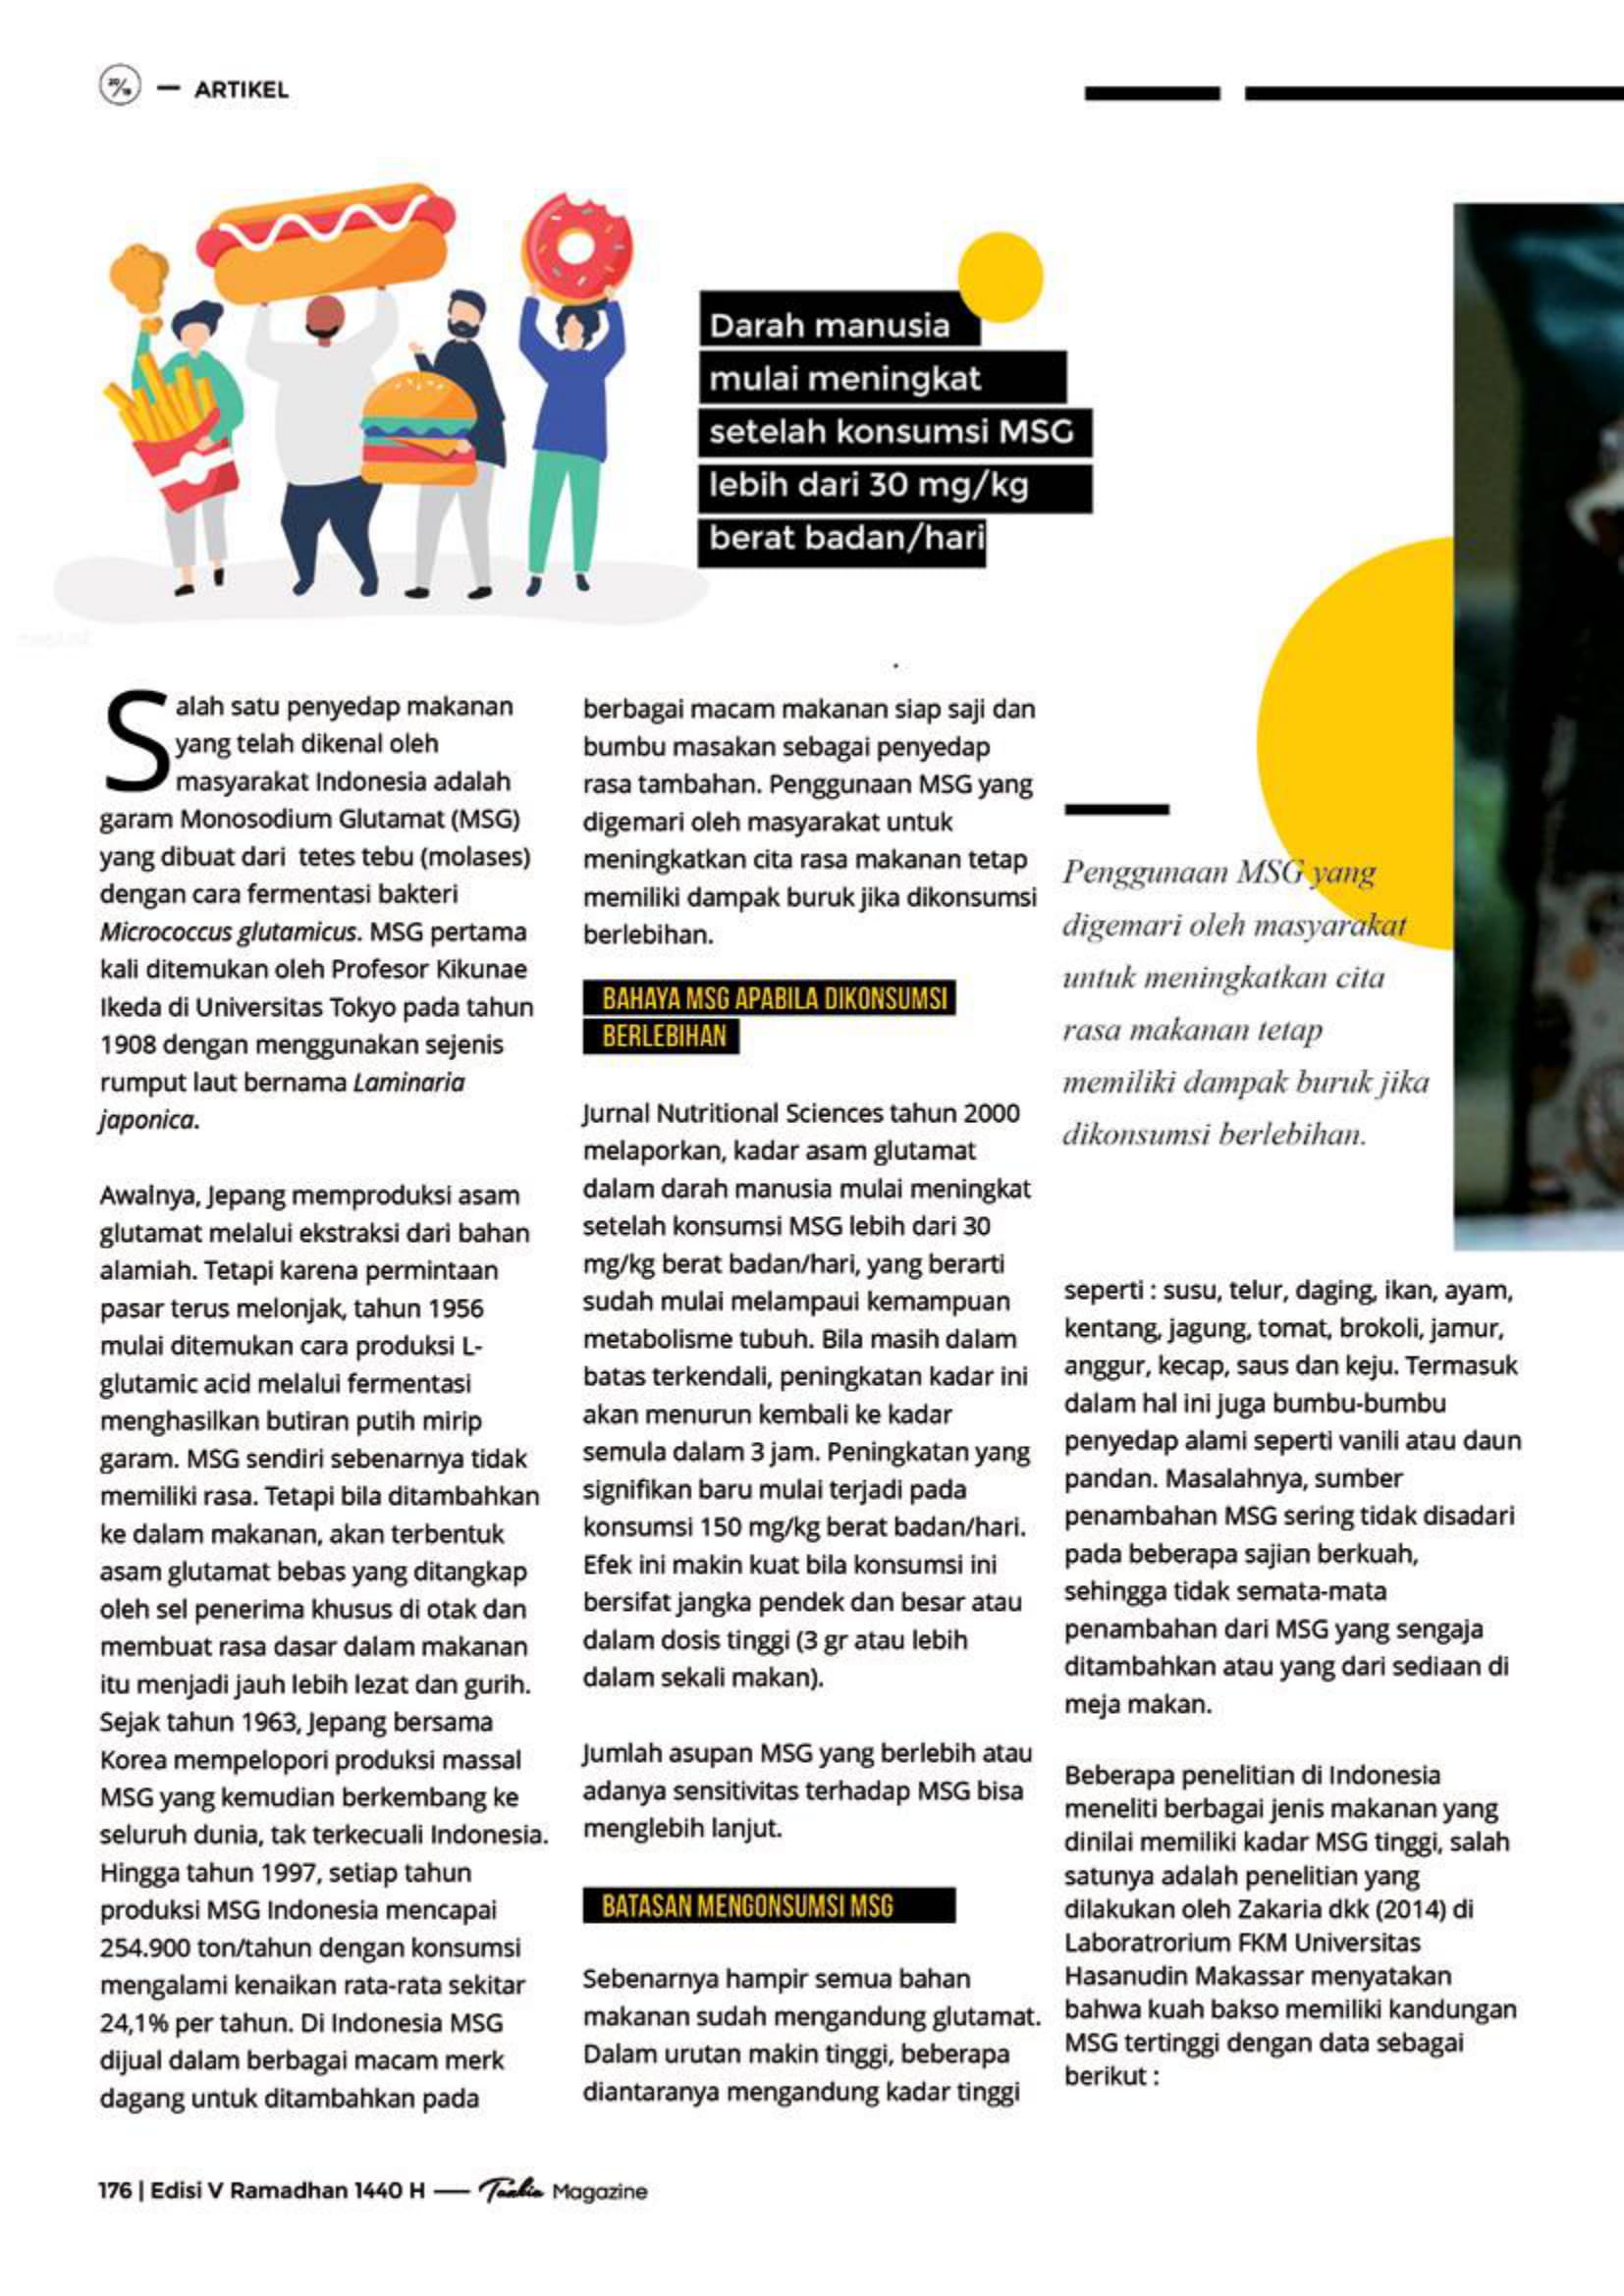 20/19 — ARTIKEL
Darah manusia
mulai meningkat
setelah konsumsi MSG
lebih dari 30 mg/kg
berat badan/hari
Salah satu penyedap makanan
yang telah dikenal oleh
masyarakat Indonesia adalah
garam Monosodium Glutamat (MSG)
yang dibuat dari tetes tebu (molases)
dengan cara fermentasi bakteri
Micrococcus glutamicus. MSG pertama
kali ditemukan oleh Profesor Kikunae
Ikeda di Universitas Tokyo pada tahun
1908 dengan menggunakan sejenis
rumput laut bernama Laminaria
japonica.
Awalnya, Jepang memproduksi asam
glutamat melalui ekstraksi dari bahan
alamiah. Tetapi karena permintaan
pasar terus melonjak, tahun 1956
mulai ditemukan cara produksi L-
glutamic acid melalui fermentasi
menghasilkan butiran putih mirip
garam. MSG sendiri sebenarnya tidak
memiliki rasa. Tetapi bila ditambahkan
ke dalam makanan, akan terbentuk
asam glutamat bebas yang ditangkap
oleh sel penerima khusus di otak dan
membuat rasa dasar dalam makanan
itu menjadi jauh lebih lezat dan gurih.
Sejak tahun 1963, Jepang bersama
Korea mempelopori produksi massal
MSG yang kemudian berkembang ke
seluruh dunia, tak terkecuali Indonesia.
Hingga tahun 1997, setiap tahun
produksi MSG Indonesia mencapai
254.900 ton/tahun dengan konsumsi
mengalami kenaikan rata-rata sekitar
24,1% per tahun. Di Indonesia MSG
dijual dalam berbagai macam merk
dagang untuk ditambahkan pada
berbagai macam makanan siap saji dan
bumbu masakan sebagai penyedap
rasa tambahan. Penggunaan MSG yang
digemari oleh masyarakat untuk
meningkatkan cita rasa makanan tetap
memiliki dampak buruk jika dikonsumsi
berlebihan.
BAHAYA MSG APABILA DIKONSUMSI
BERLEBIHAN
Jurnal Nutritional Sciences tahun 2000
melaporkan, kadar asam glutamat
dalam darah manusia mulai meningkat
setelah konsumsi MSG lebih dari 30
mg/kg berat badan/hari, yang berarti
sudah mulai melampaui kemampuan
metabolisme tubuh. Bila masih dalam
batas terkendali, peningkatan kadar ini
akan menurun kembali ke kadar
semula dalam 3 jam. Peningkatan yang
signifikan baru mulai terjadi pada
konsumsi 150 mg/kg berat badan/hari.
Efek ini makin kuat bila konsumsi ini
bersifat jangka pendek dan besar atau
dalam dosis tinggi (3 gr atau lebih
dalam sekali makan).
Jumlah asupan MSG yang berlebih atau
adanya sensitivitas terhadap MSG bisa
menglebih lanjut.
BATASAN MENGONSUMSI MSG
Sebenarnya hampir semua bahan
makanan sudah mengandung glutamat.
Dalam urutan makin tinggi, beberapa
diantaranya mengandung kadar tinggi
Penggunaan MSG yang
digemari oleh masyarakat
untuk meningkatkan cita
rasa makanan tetap
memiliki dampak buruk jika
dikonsumsi berlebihan.
seperti : susu, telur, daging, ikan, ayam,
kentang, jagung, tomat, brokoli, jamur,
anggur, kecap, saus dan keju. Termasuk
dalam hal ini juga bumbu-bumbu
penyedap alami seperti vanili atau daun
pandan. Masalahnya, sumber
penambahan MSG sering tidak disadari
pada beberapa sajian berkuah,
sehingga tidak semata-mata
penambahan dari MSG yang sengaja
ditambahkan atau yang dari sediaan di
meja makan.
Beberapa penelitian di Indonesia
meneliti berbagai jenis makanan yang
dinilai memiliki kadar MSG tinggi, salah
satunya adalah penelitian yang
dilakukan oleh Zakaria dkk (2014) di
Laboratrorium FKM Universitas
Hasanudin Makassar menyatakan
bahwa kuah bakso memiliki kandungan
MSG tertinggi dengan data sebagai
berikut :
176 | Edisi V Ramadhan 1440 H — Tazkia Magazine